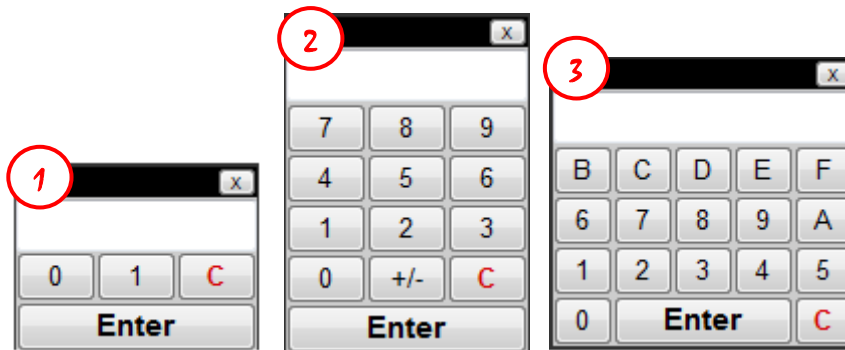 1
X
0 1 C
Enter
2
X
7 8 9
4 5 6
1 2 3
0 +/- C
Enter
3
X
B C D E F
6 7 8 9 A
1 2 3 4 5
0 Enter C